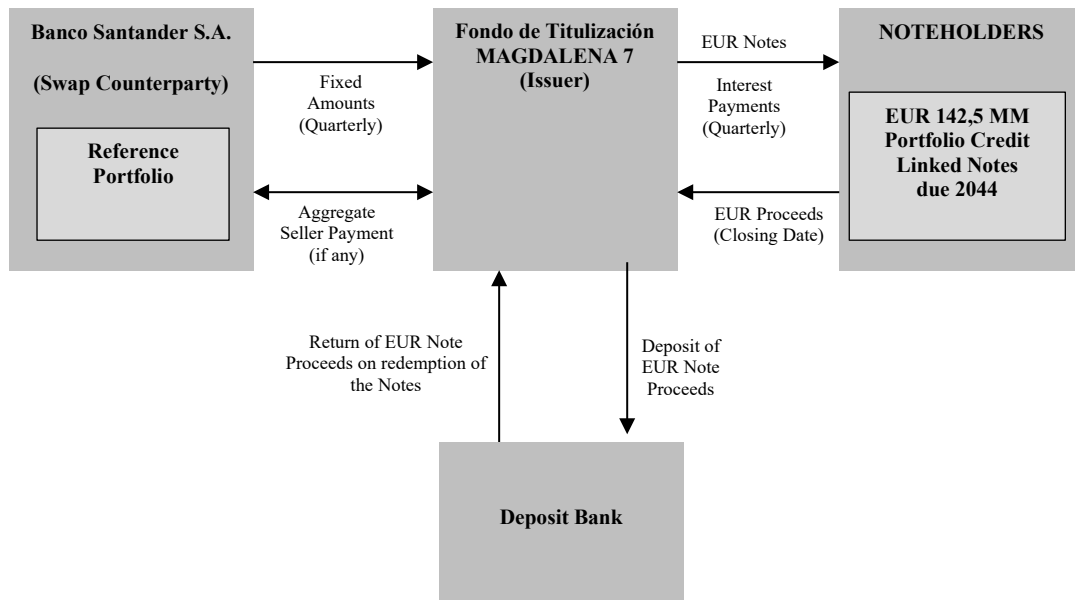 Banco Santander S.A.
(Swap Counterparty)
Reference
Portfolio
Fixed
Amounts
(Quarterly)
Aggregate
Seller Payment
(if any)
Fondo de Titulización
MAGDALENA 7
(Issuer)
EUR Notes
Interest
Payments
(Quarterly)
EUR Proceeds
(Closing Date)
NOTEHOLDERS
EUR 142,5 MM
Portfolio Credit
Linked Notes
due 2044
Return of EUR Note
Proceeds on redemption of
the Notes
Deposit of
EUR Note
Proceeds
Deposit Bank